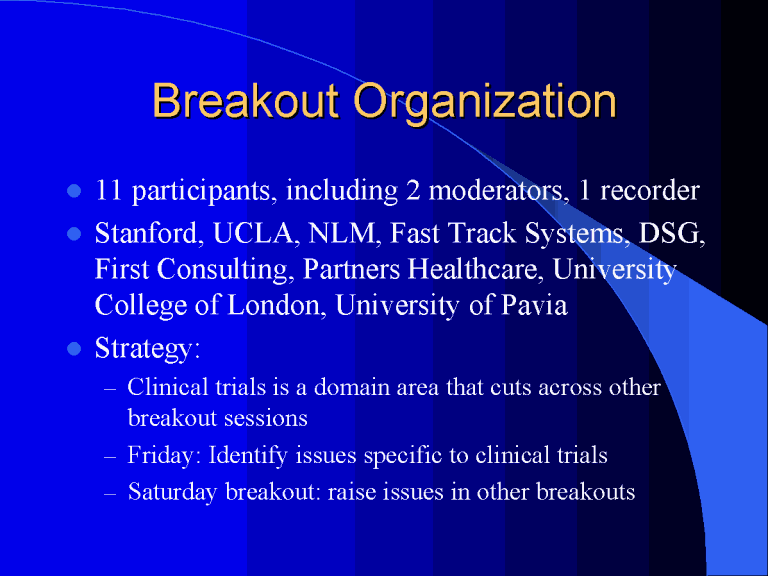 Breakout Organization
11 participants, including 2 moderators, 1 recorder
Stanford, UCLA, NLM, Fast Track Systems, DSG,
First Consulting, Partners Healthcare, University
College of London, University of Pavia
Strategy:
– Clinical trials is a domain area that cuts across other
breakout sessions
– Friday: Identify issues specific to clinical trials
– Saturday breakout: raise issues in other breakouts